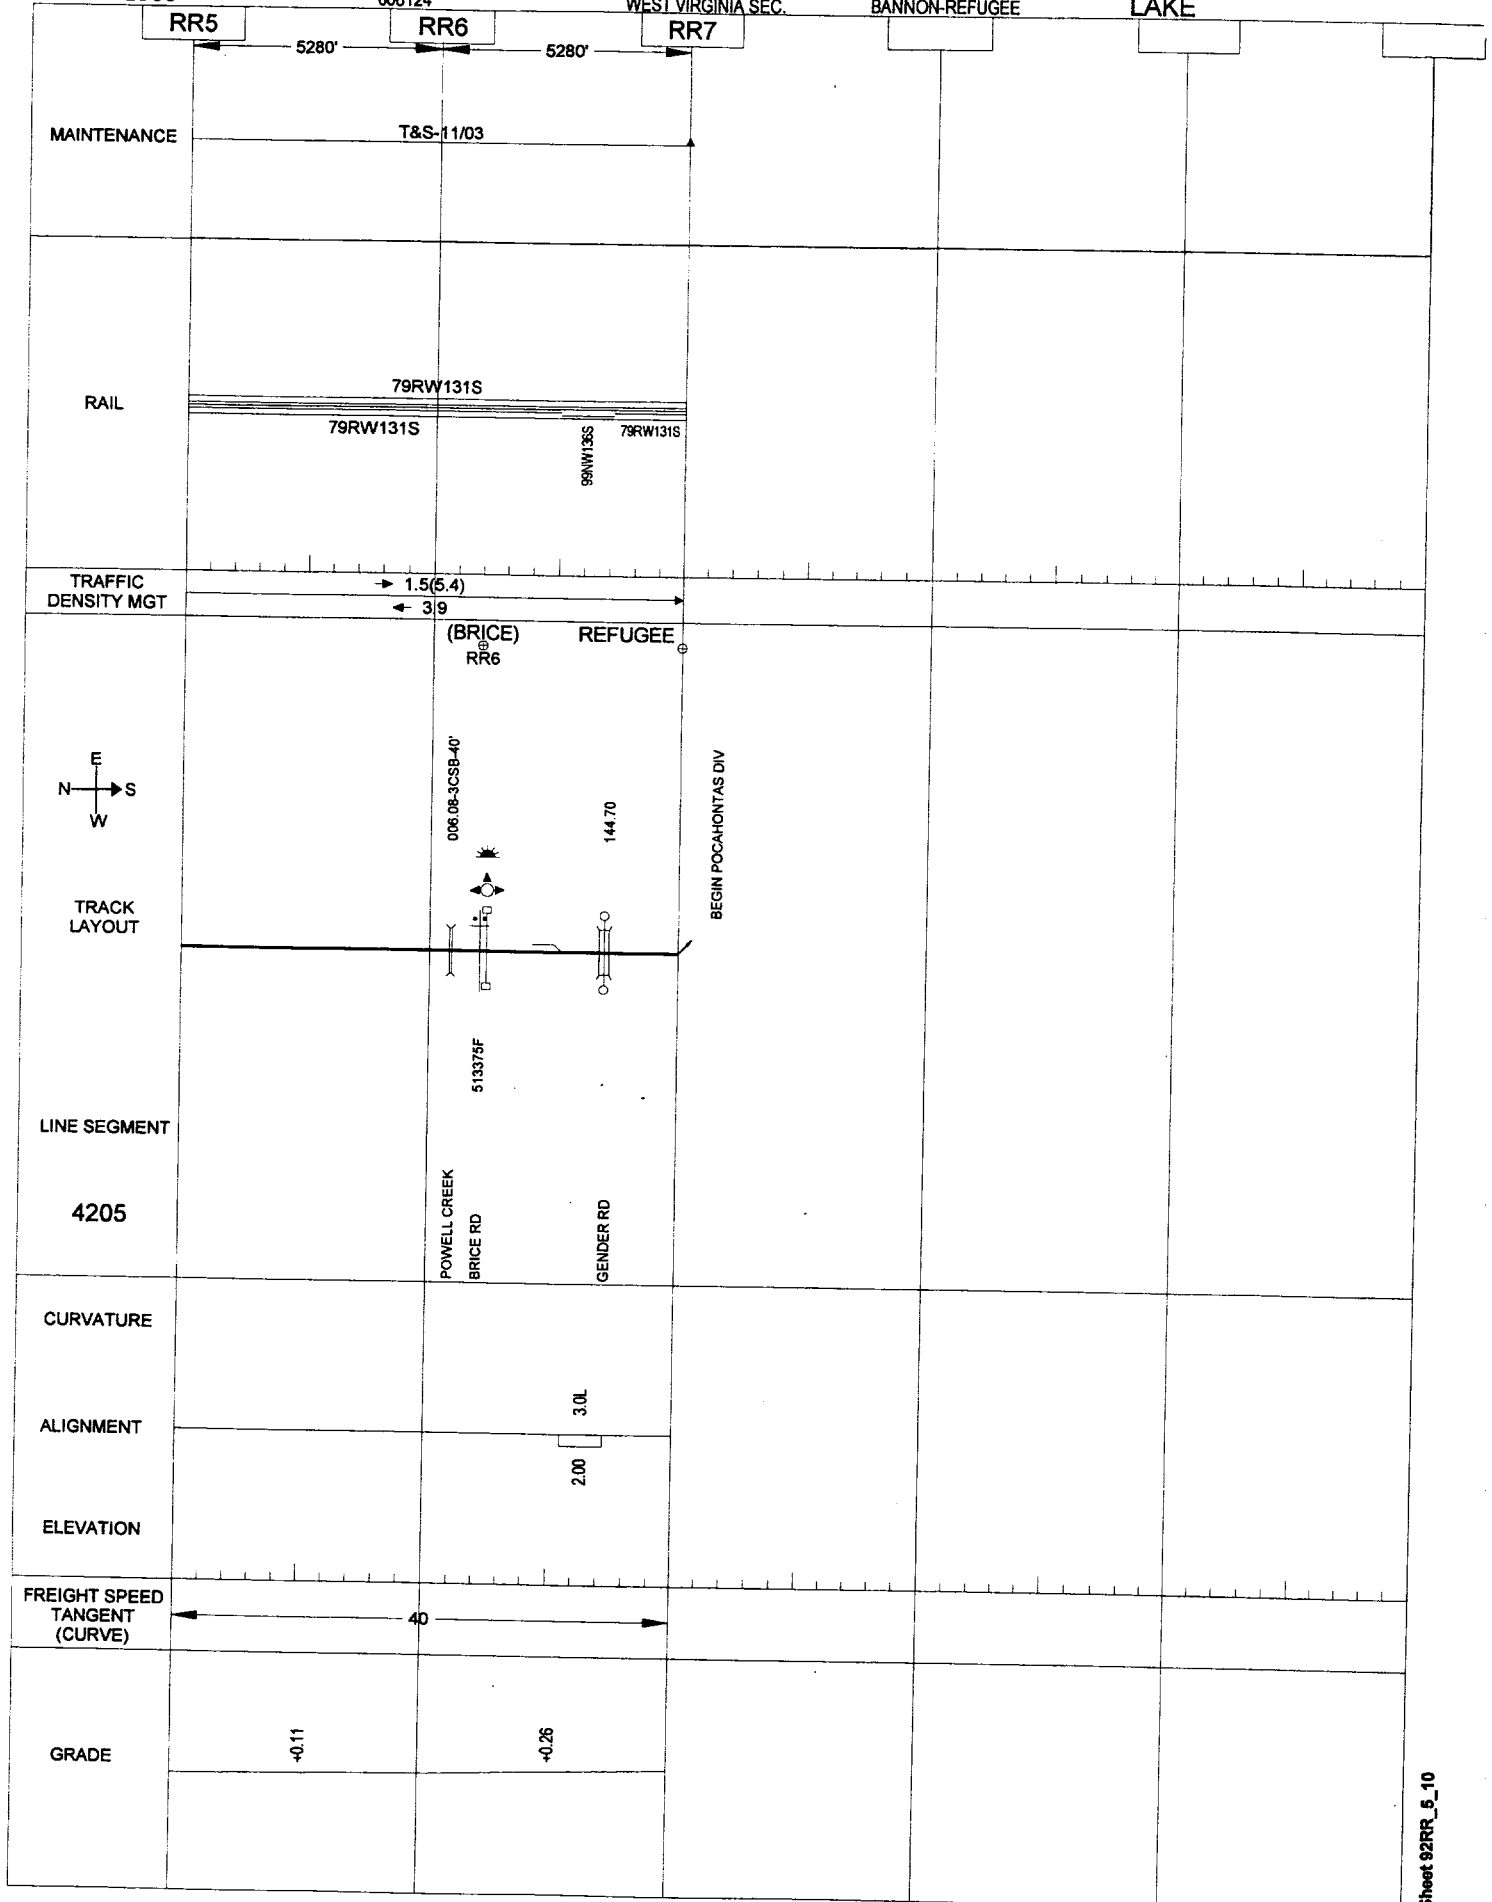 WEST VIRGINIA SEC.
BANNON-REFUGEE
LAKE
RR5
RR6
RR7
5280'
5280'
MAINTENANCE
T&S-11/03
RAIL
79RW131S
79RW131S
99NW136S
79RW131S
TRAFFIC
DENSITY MGT
1.5(5.4)
3.9
(BRICE)
RR6
REFUGEE
E
N
S
W
006.08-3CSB-40'
144.70
BEGIN POCAHONTAS DIV
TRACK
LAYOUT
513375F
LINE SEGMENT
4205
POWELL CREEK
BRICE RD
GENDER RD
CURVATURE
3.0L
ALIGNMENT
2.00
ELEVATION
FREIGHT SPEED
TANGENT
(CURVE)
40
GRADE
+0.11
+0.26
Sheet 92RR_5_10